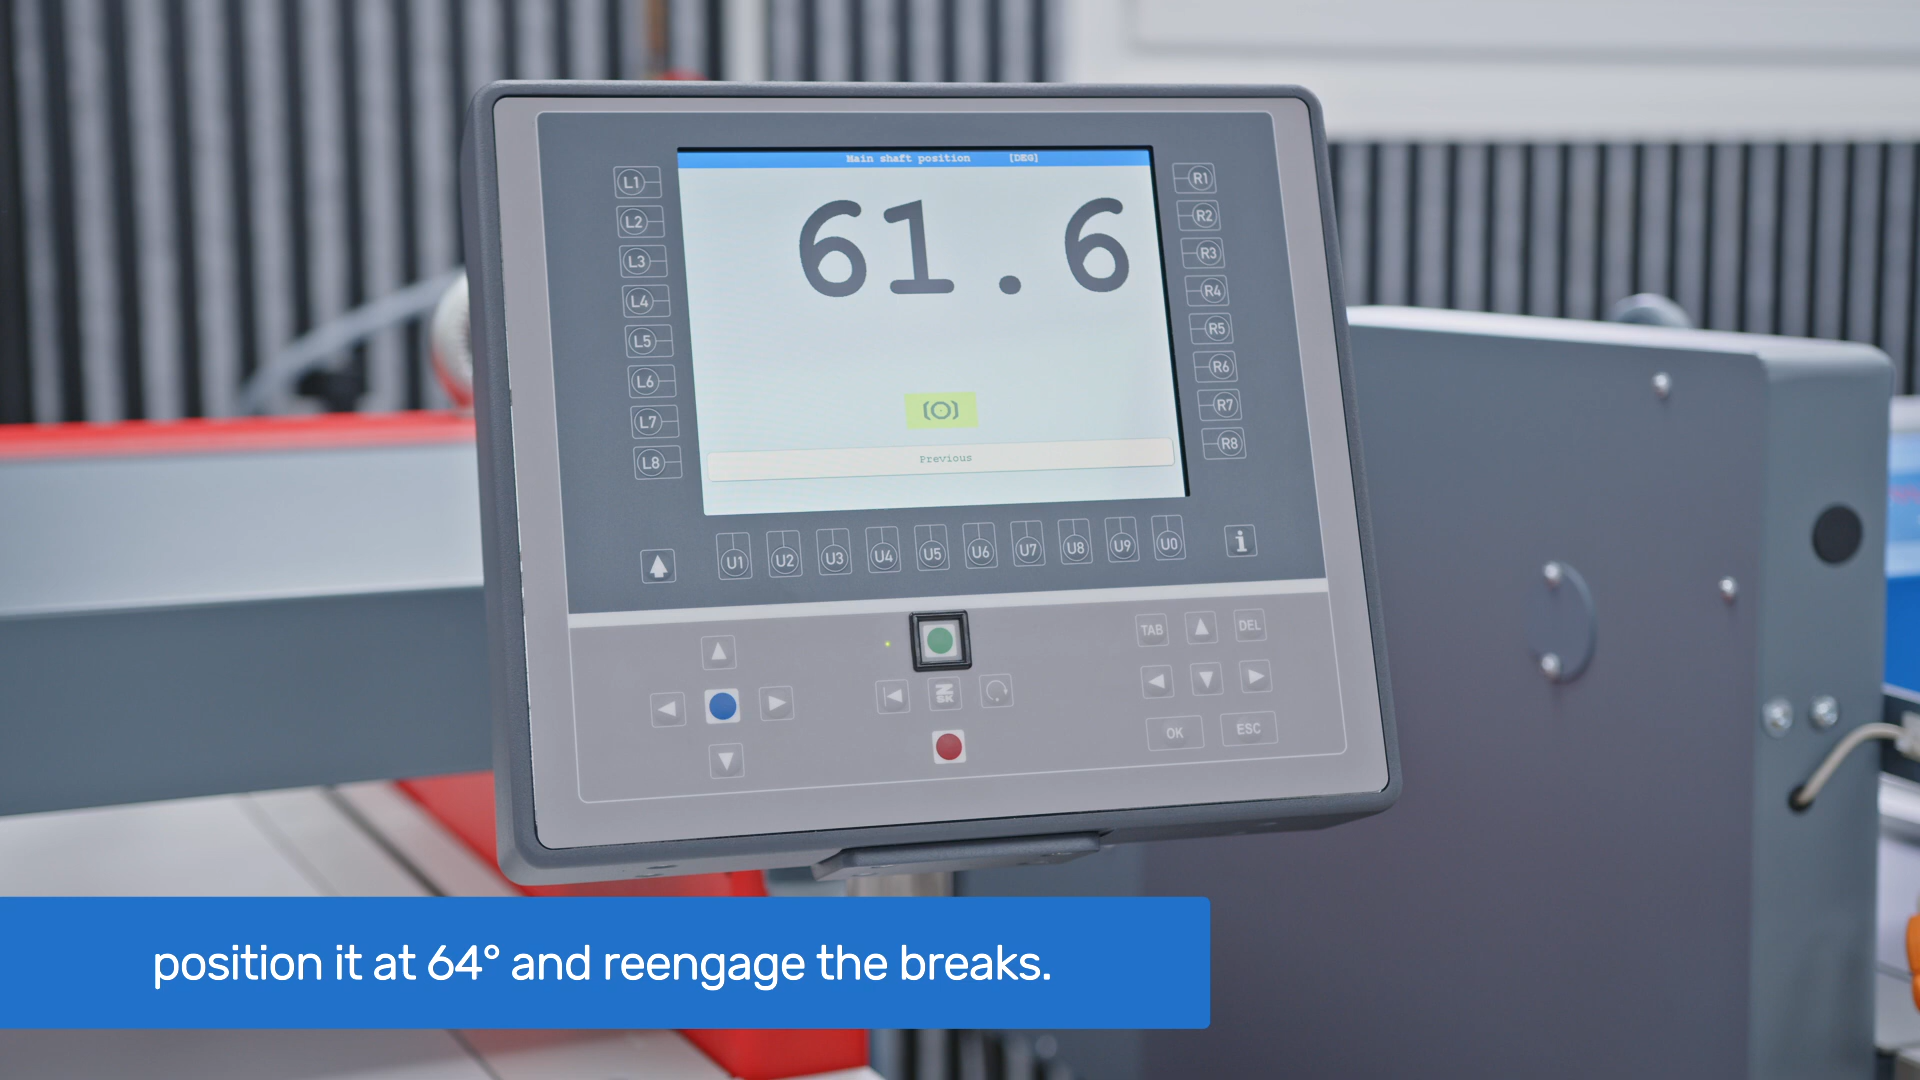 Main shaft position [DEG]
61.6
Previous
L1
L2
L3
L4
L5
L6
L7
L8
R1
R2
R3
R4
R5
R6
R7
R8
U1 U2 U3 U4 U5 U6 U7 U8 U9 U0 i
TAB DEL
ZSK
OK ESC
position it at 64° and reengage the breaks.